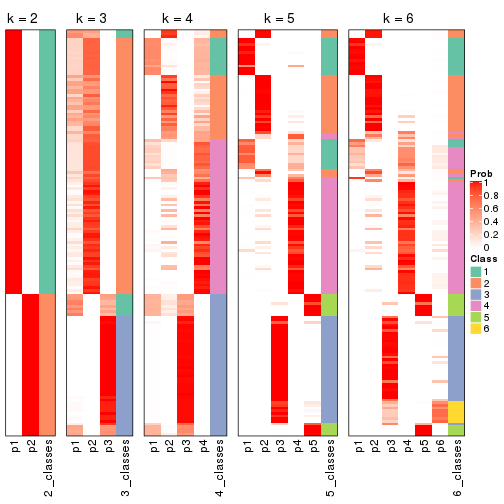 k = 2
k = 3
k = 4
k = 5
k = 6
p1
p2
2_classes
p1
p2
p3
3_classes
p1
p2
p3
p4
4_classes
p1
p2
p3
p4
p5
5_classes
p1
p2
p3
p4
p5
p6
6_classes
Prob
1
0.8
0.6
0.4
0.2
0
Class
1
2
3
4
5
6